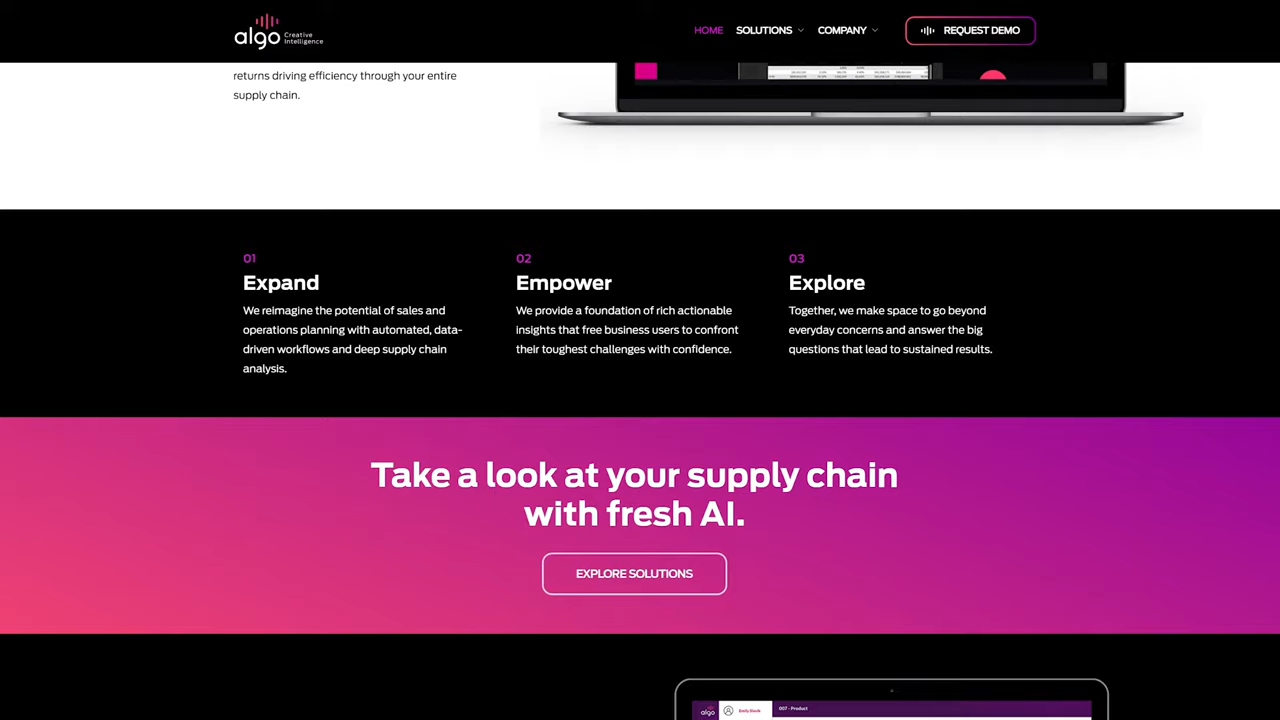 algo Creative Intelligence
HOME SOLUTIONS COMPANY REQUEST DEMO
returns driving efficiency through your entire
supply chain.
01
Expand
We reimagine the potential of sales and
operations planning with automated, data-
driven workflows and deep supply chain
analysis.
02
Empower
We provide a foundation of rich actionable
insights that free business users to confront
their toughest challenges with confidence.
03
Explore
Together, we make space to go beyond
everyday concerns and answer the big
questions that lead to sustained results.
Take a look at your supply chain
with fresh AI.
EXPLORE SOLUTIONS
algo
007 - Product